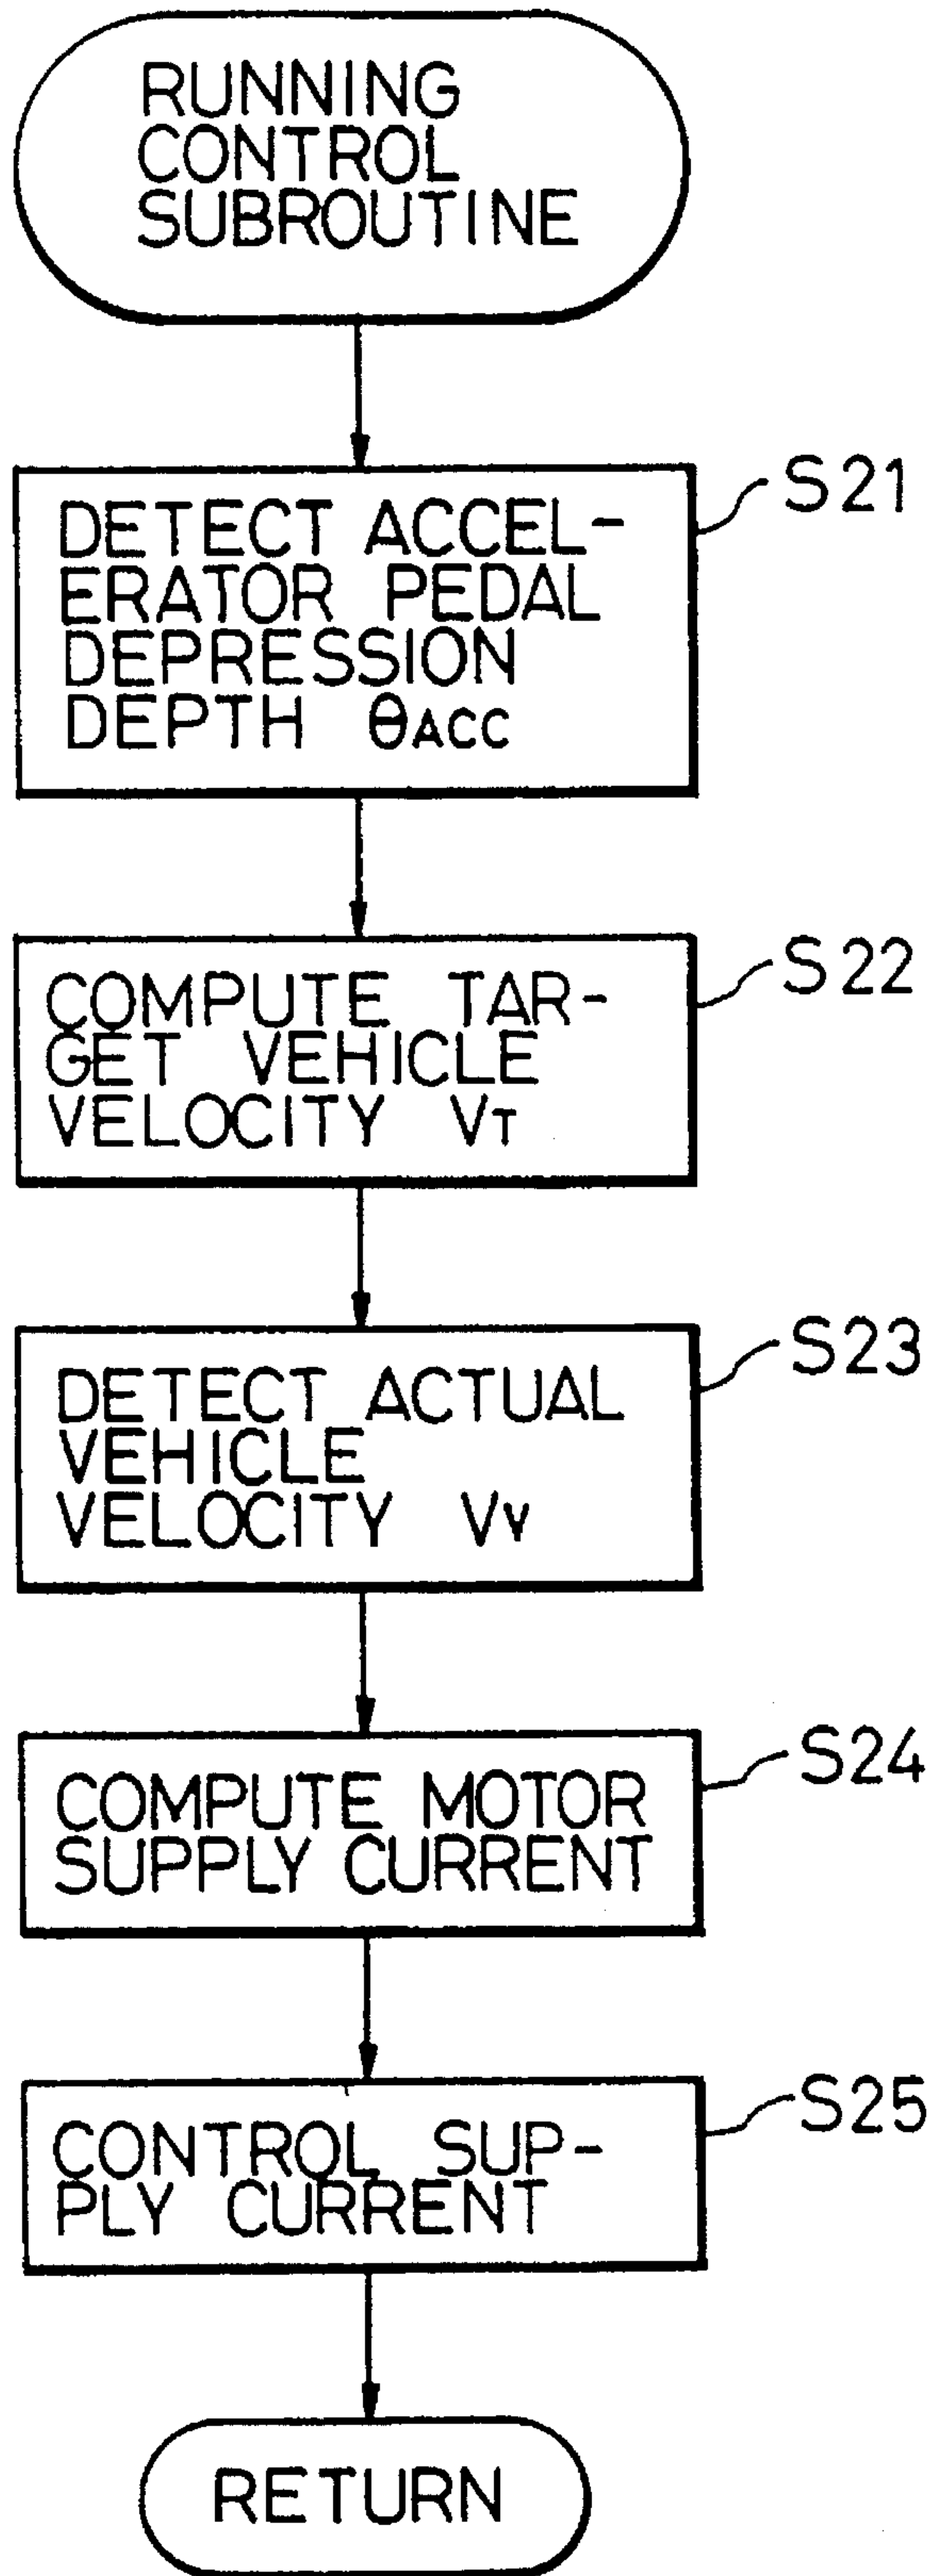 RUNNING
CONTROL
SUBROUTINE
S21
DETECT ACCEL-
ERATOR PEDAL
DEPRESSION
DEPTH θACC
S22
COMPUTE TAR-
GET VEHICLE
VELOCITY VT
S23
DETECT ACTUAL
VEHICLE
VELOCITY VV
S24
COMPUTE MOTOR
SUPPLY CURRENT
S25
CONTROL SUP-
PLY CURRENT
RETURN